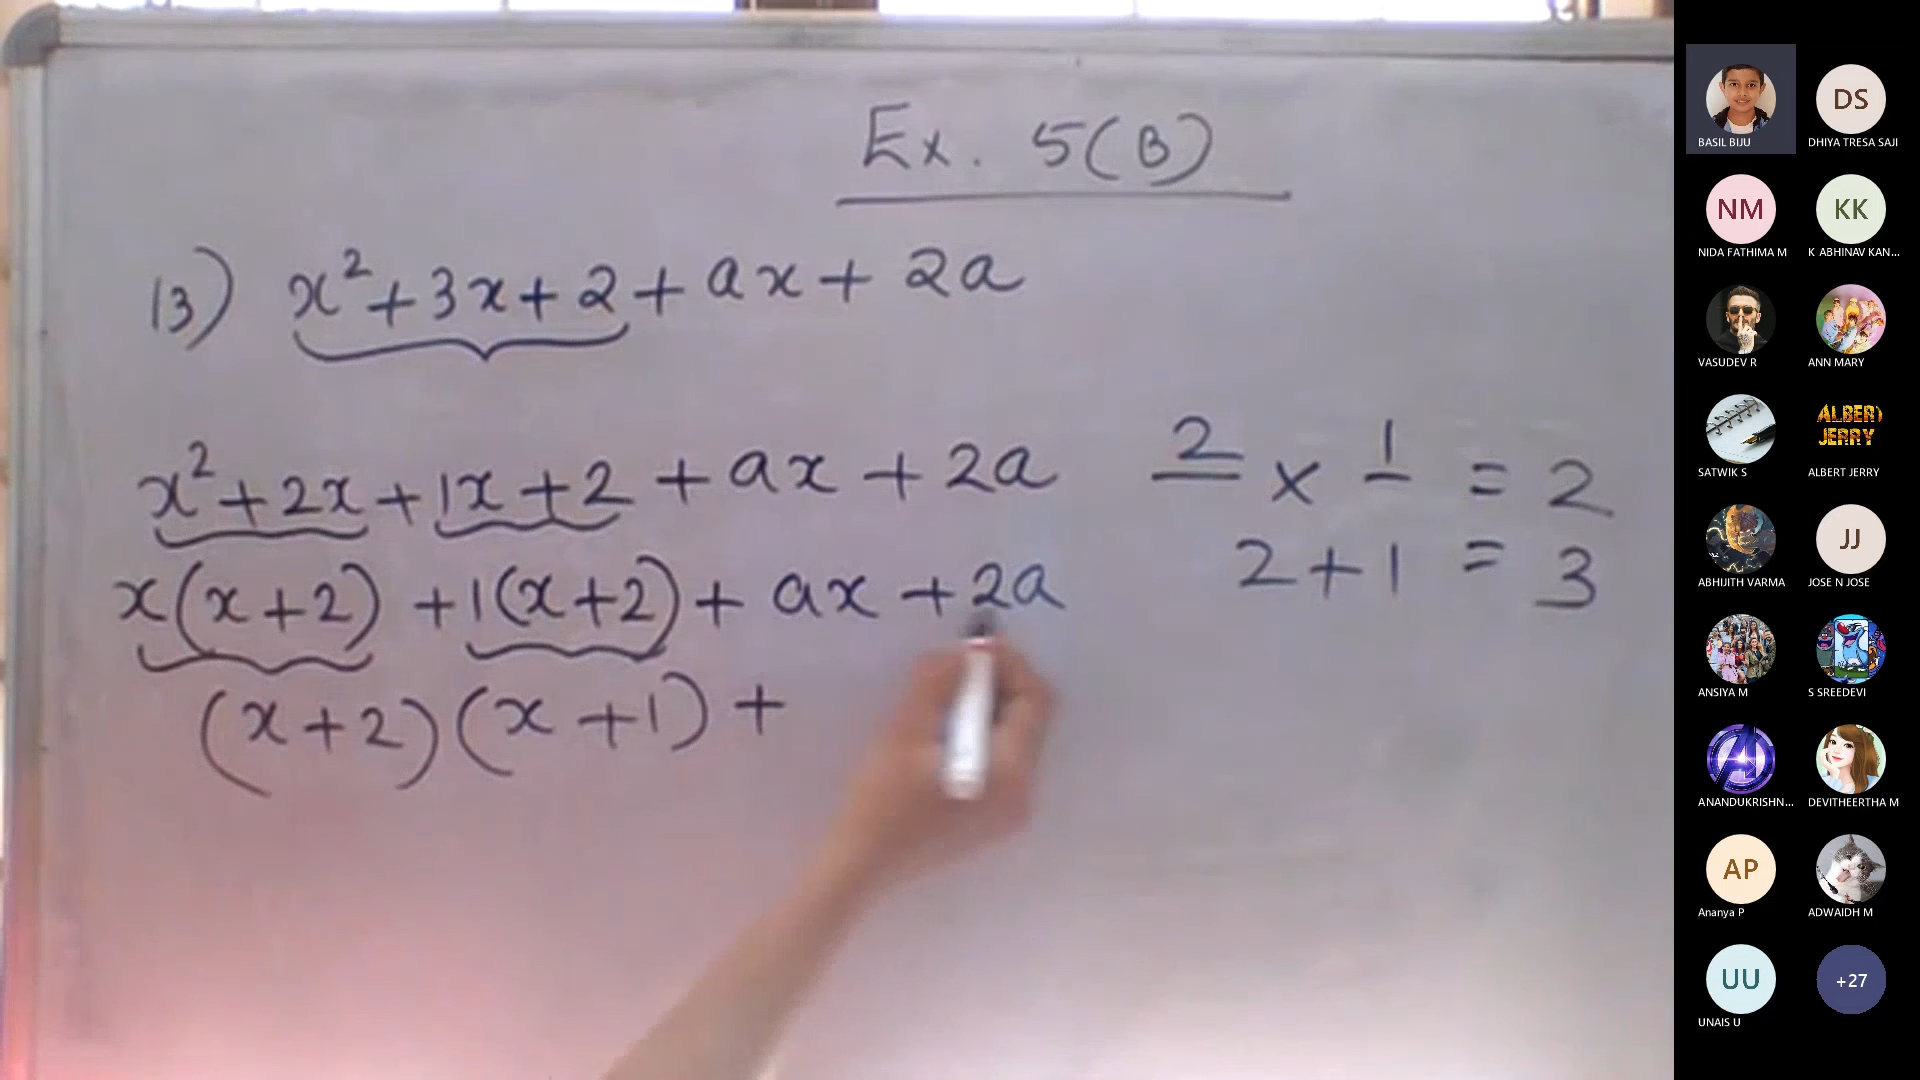 Ex. 5(B)
13) x² + 3x + 2 + ax + 2a
x² + 2x + 1x + 2 + ax + 2a
2 × 1 = 2
x(x+2) + 1(x+2) + ax + 2a
2 + 1 = 3
(x+2)(x+1) +
BASIL BIJU
DS
DHIYA TRESA SAJI
NM
NIDA FATHIMA M
KK
K ABHINAV KAN...
VASUDEV R
ANN MARY
SATWIK S
ALBERT JERRY
ALBERT JERRY
ABHIJITH VARMA
JJ
JOSE N JOSE
ANSIYA M
S SREEDEVI
ANANDUKRISHN...
DEVITHEERTHA M
AP
Ananya P
ADWAIDH M
UU
UNAIS U
+27